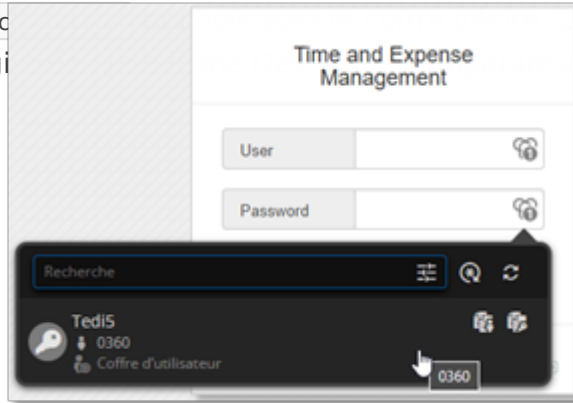 Time and Expense
Management
User
Password
Recherche
Tedi5
0360
Coffre d'utilisateur
0360